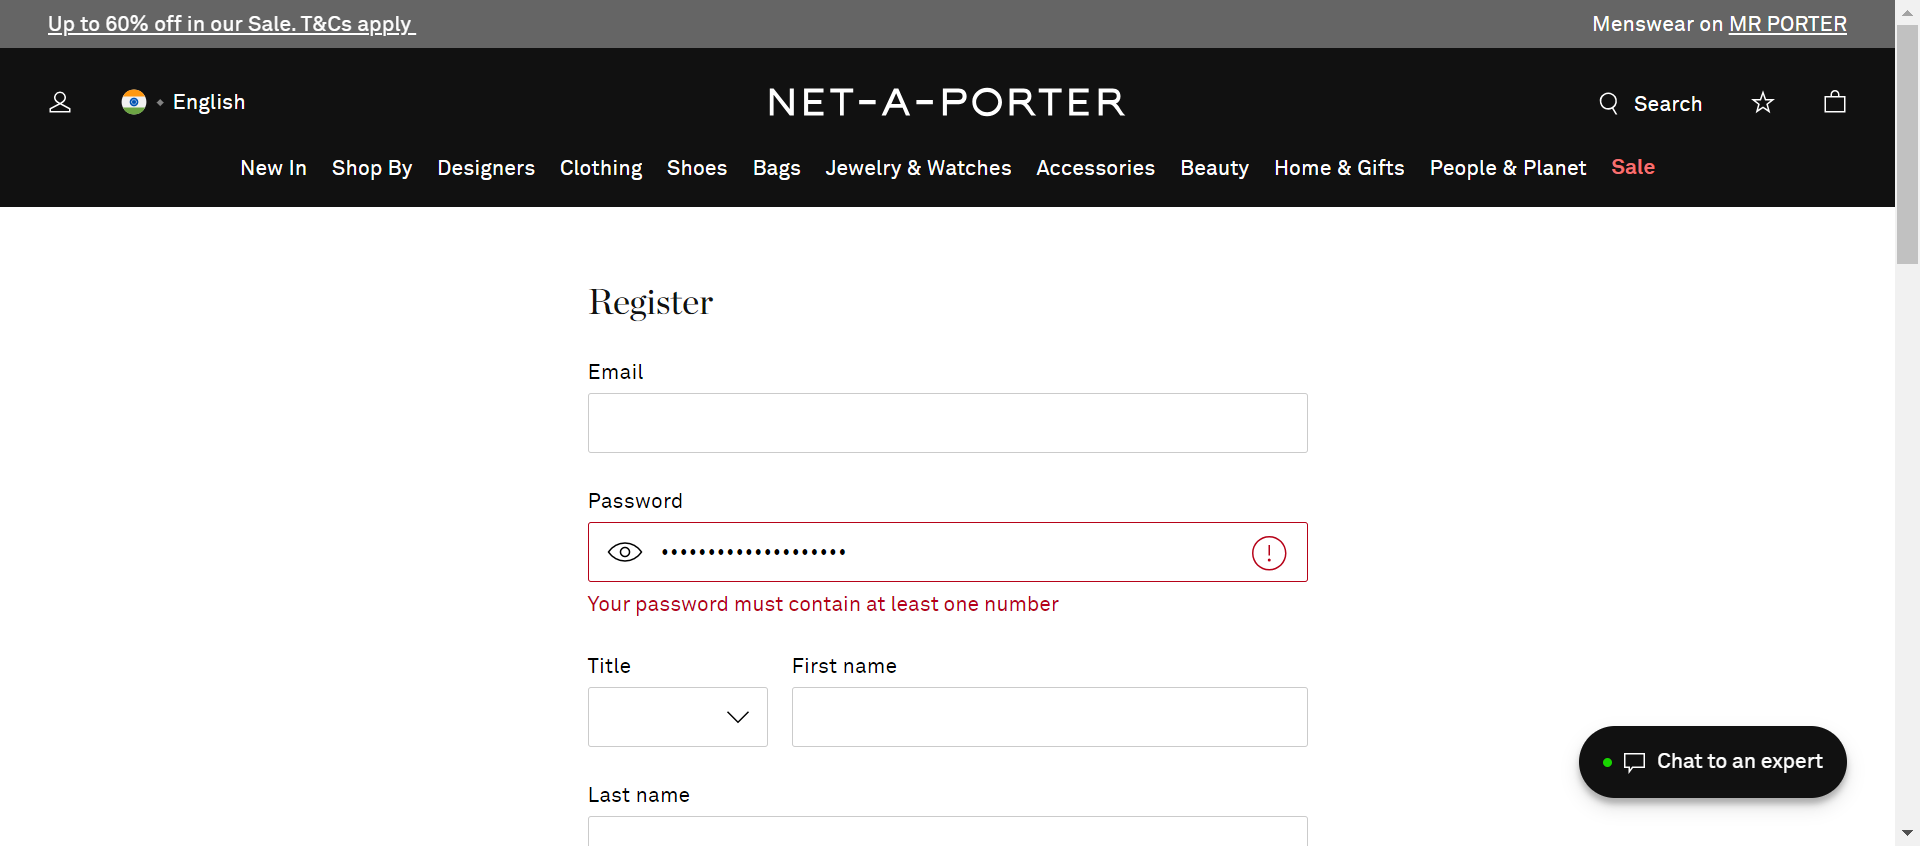 Up to 60% off in our Sale. T&Cs apply
Menswear on MR PORTER
English
NET-A-PORTER
Search
New In Shop By Designers Clothing Shoes Bags Jewelry & Watches Accessories Beauty Home & Gifts People & Planet Sale
Register
Email
Password
••••••••••••••••••••
Your password must contain at least one number
Title First name
Last name
Chat to an expert